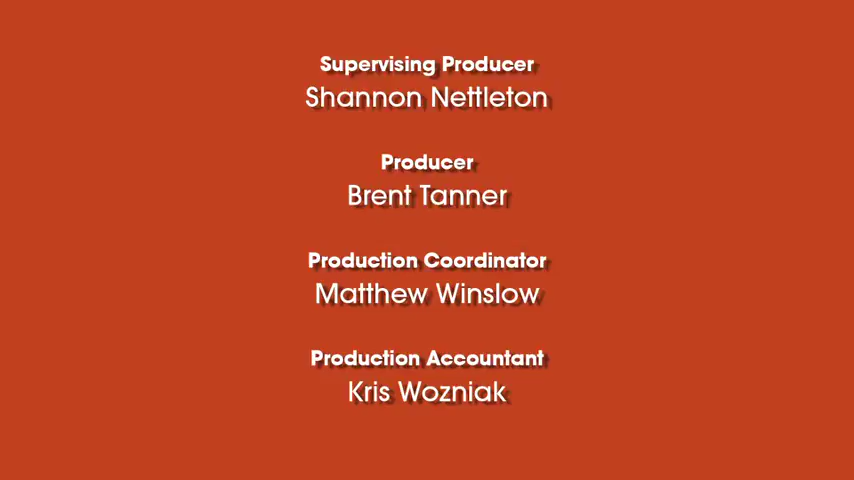 Supervising Producer
Shannon Nettleton
Producer
Brent Tanner
Production Coordinator
Matthew Winslow
Production Accountant
Kris Wozniak